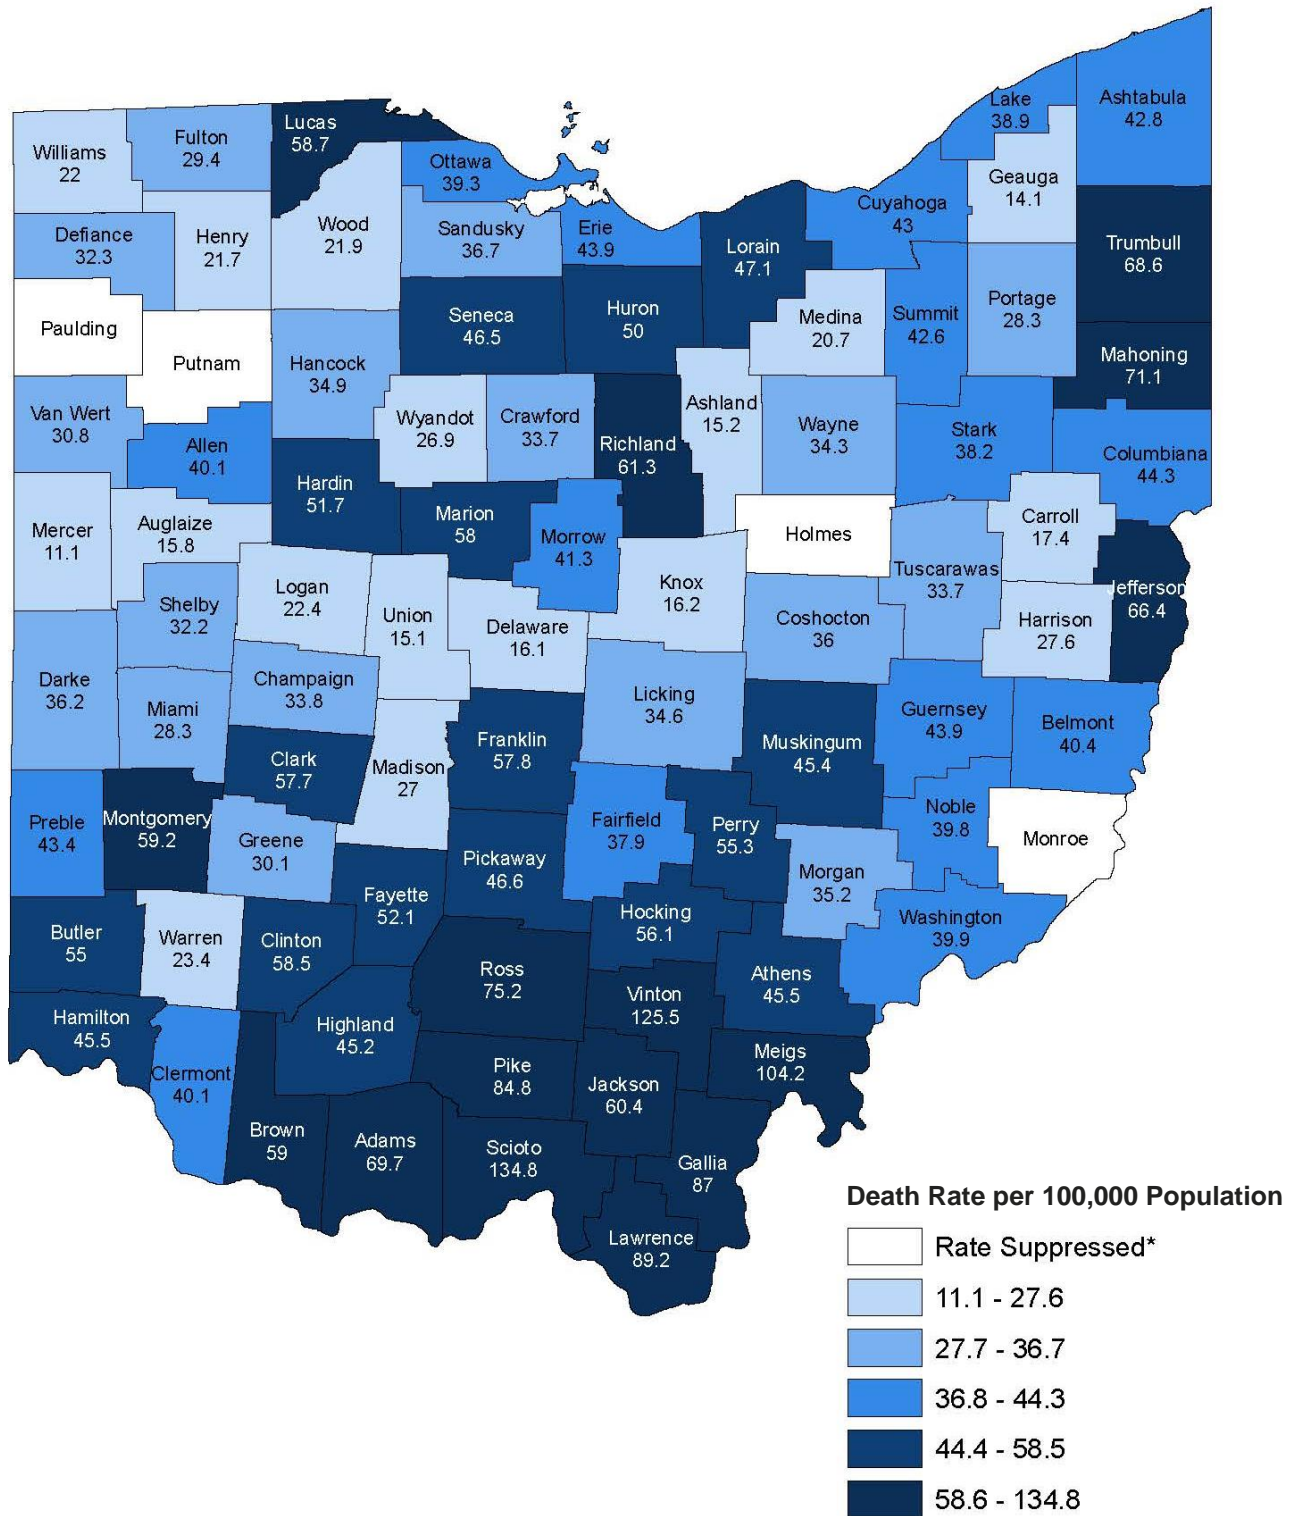 Lake
38.9
Ashtabula
42.8
Lucas
58.7
Fulton
29.4
Williams
22
Ottawa
39.3
Geauga
14.1
Cuyahoga
43
Wood
21.9
Sandusky
36.7
Erie
43.9
Defiance
32.3
Henry
21.7
Lorain
47.1
Trumbull
68.6
Portage
28.3
Huron
50
Seneca
46.5
Medina
20.7
Summit
42.6
Paulding
Putnam
Hancock
34.9
Mahoning
71.1
Van Wert
30.8
Wyandot
26.9
Crawford
33.7
Ashland
15.2
Wayne
34.3
Stark
38.2
Allen
40.1
Richland
61.3
Columbiana
44.3
Hardin
51.7
Marion
58
Morrow
41.3
Holmes
Carroll
17.4
Mercer
11.1
Auglaize
15.8
Logan
22.4
Knox
16.2
Tuscarawas
33.7
Jefferson
66.4
Shelby
32.2
Union
15.1
Delaware
16.1
Coshocton
36
Harrison
27.6
Darke
36.2
Champaign
33.8
Licking
34.6
Miami
28.3
Guernsey
43.9
Belmont
40.4
Franklin
57.8
Muskingum
45.4
Clark
57.7
Madison
27
Noble
39.8
Preble
43.4
Montgomery
59.2
Greene
30.1
Fairfield
37.9
Perry
55.3
Monroe
Pickaway
46.6
Morgan
35.2
Fayette
52.1
Hocking
56.1
Washington
39.9
Butler
55
Warren
23.4
Clinton
58.5
Ross
75.2
Athens
45.5
Vinton
125.5
Hamilton
45.5
Highland
45.2
Meigs
104.2
Clermont
40.1
Pike
84.8
Jackson
60.4
Brown
59
Adams
69.7
Scioto
134.8
Gallia
87
Lawrence
89.2
Death Rate per 100,000 Population
Rate Suppressed*
11.1 - 27.6
27.7 - 36.7
36.8 - 44.3
44.4 - 58.5
58.6 - 134.8